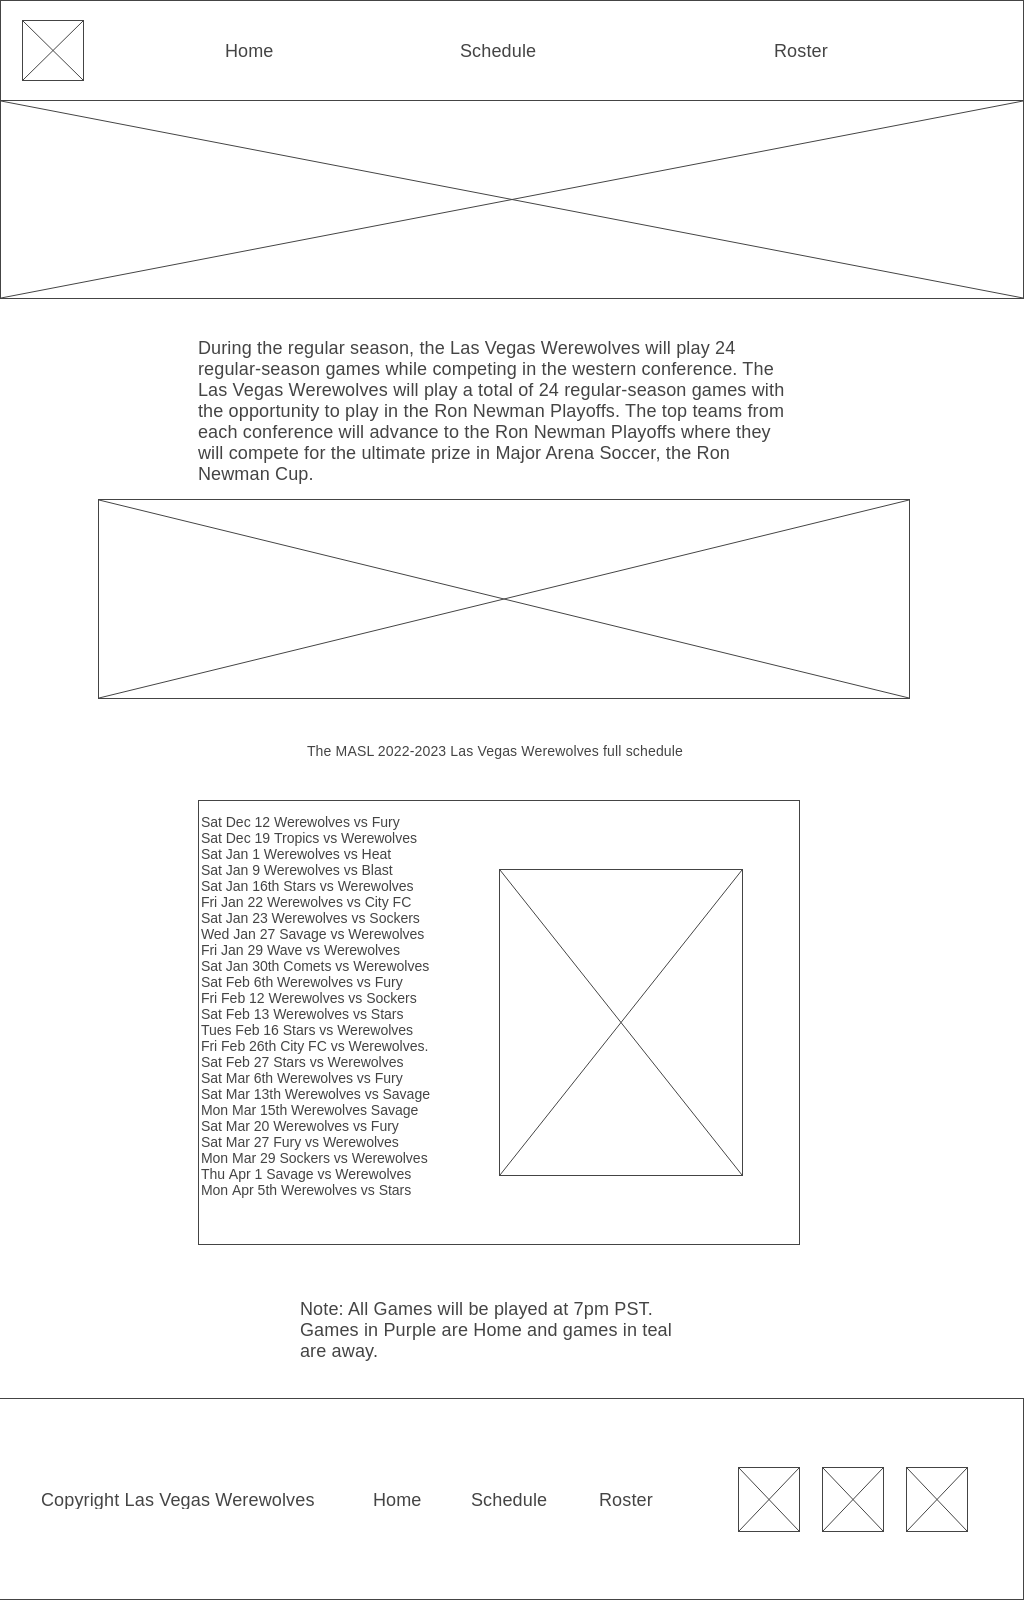 Home Schedule Roster
During the regular season, the Las Vegas Werewolves will play 24
regular-season games while competing in the western conference. The
Las Vegas Werewolves will play a total of 24 regular-season games with
the opportunity to play in the Ron Newman Playoffs. The top teams from
each conference will advance to the Ron Newman Playoffs where they
will compete for the ultimate prize in Major Arena Soccer, the Ron
Newman Cup.
The MASL 2022-2023 Las Vegas Werewolves full schedule
Sat Dec 12 Werewolves vs Fury
Sat Dec 19 Tropics vs Werewolves
Sat Jan 1 Werewolves vs Heat
Sat Jan 9 Werewolves vs Blast
Sat Jan 16th Stars vs Werewolves
Fri Jan 22 Werewolves vs City FC
Sat Jan 23 Werewolves vs Sockers
Wed Jan 27 Savage vs Werewolves
Fri Jan 29 Wave vs Werewolves
Sat Jan 30th Comets vs Werewolves
Sat Feb 6th Werewolves vs Fury
Fri Feb 12 Werewolves vs Sockers
Sat Feb 13 Werewolves vs Stars
Tues Feb 16 Stars vs Werewolves
Fri Feb 26th City FC vs Werewolves.
Sat Feb 27 Stars vs Werewolves
Sat Mar 6th Werewolves vs Fury
Sat Mar 13th Werewolves vs Savage
Mon Mar 15th Werewolves Savage
Sat Mar 20 Werewolves vs Fury
Sat Mar 27 Fury vs Werewolves
Mon Mar 29 Sockers vs Werewolves
Thu Apr 1 Savage vs Werewolves
Mon Apr 5th Werewolves vs Stars
Note: All Games will be played at 7pm PST.
Games in Purple are Home and games in teal
are away.
Copyright Las Vegas Werewolves Home Schedule Roster